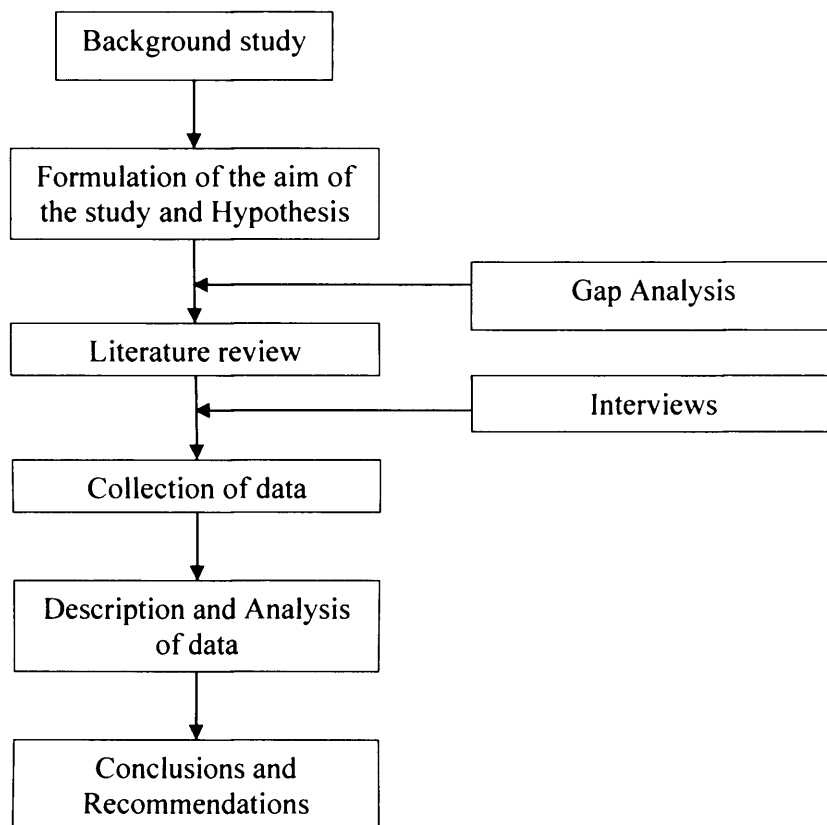 Background study
Formulation of the aim of
the study and Hypothesis
Gap Analysis
Literature review
Interviews
Collection of data
Description and Analysis
of data
Conclusions and
Recommendations